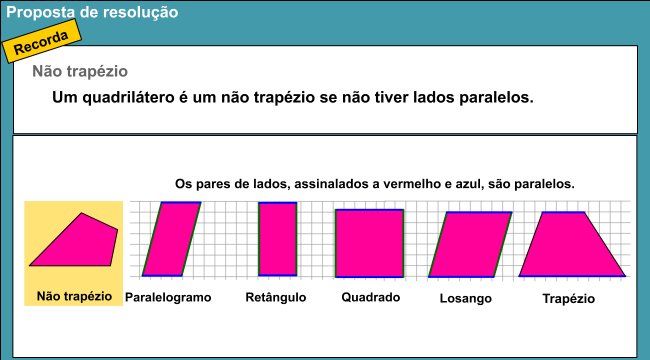 Proposta de resolução
Recorda
Não trapézio
Um quadrilátero é um não trapézio se não tiver lados paralelos.
Os pares de lados, assinalados a vermelho e azul, são paralelos.
Não trapézio Paralelogramo Retângulo Quadrado Losango Trapézio